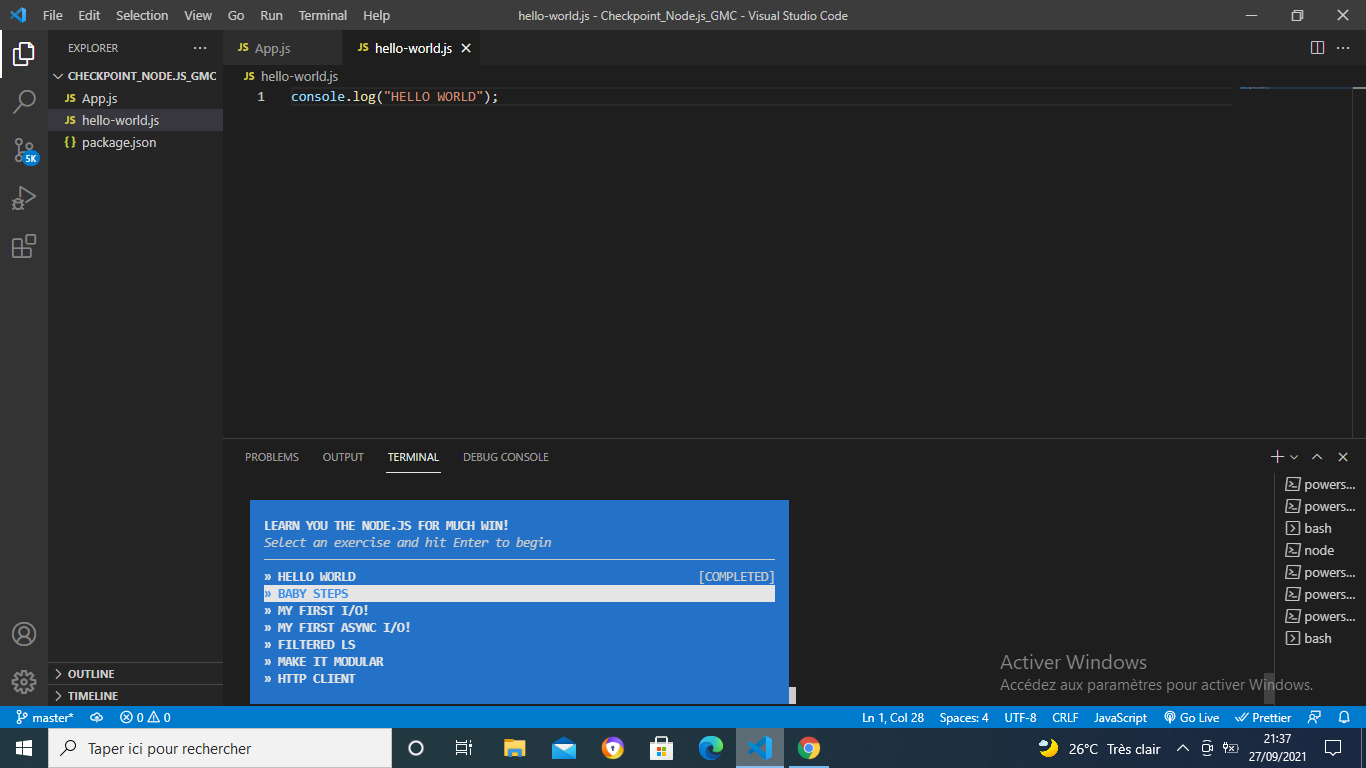 File Edit Selection View Go Run Terminal Help hello-world.js - Checkpoint_Node.js_GMC - Visual Studio Code
EXPLORER
JS App.js JS hello-world.js
CHECKPOINT_NODE.JS_GMC
JS hello-world.js
JS App.js
1 console.log("HELLO WORLD");
JS hello-world.js
{} package.json
5K
PROBLEMS OUTPUT TERMINAL DEBUG CONSOLE
powers...
powers...
bash
node
powers...
powers...
powers...
bash
LEARN YOU THE NODE.JS FOR MUCH WIN!
Select an exercise and hit Enter to begin
» HELLO WORLD [COMPLETED]
» BABY STEPS
» MY FIRST I/O!
» MY FIRST ASYNC I/O!
» FILTERED LS
» MAKE IT MODULAR
» HTTP CLIENT
Activer Windows
Accédez aux paramètres pour activer Windows.
OUTLINE
TIMELINE
master* 0 0 Ln 1, Col 28 Spaces: 4 UTF-8 CRLF JavaScript Go Live Prettier
Taper ici pour rechercher
26°C Très clair
21:37
27/09/2021